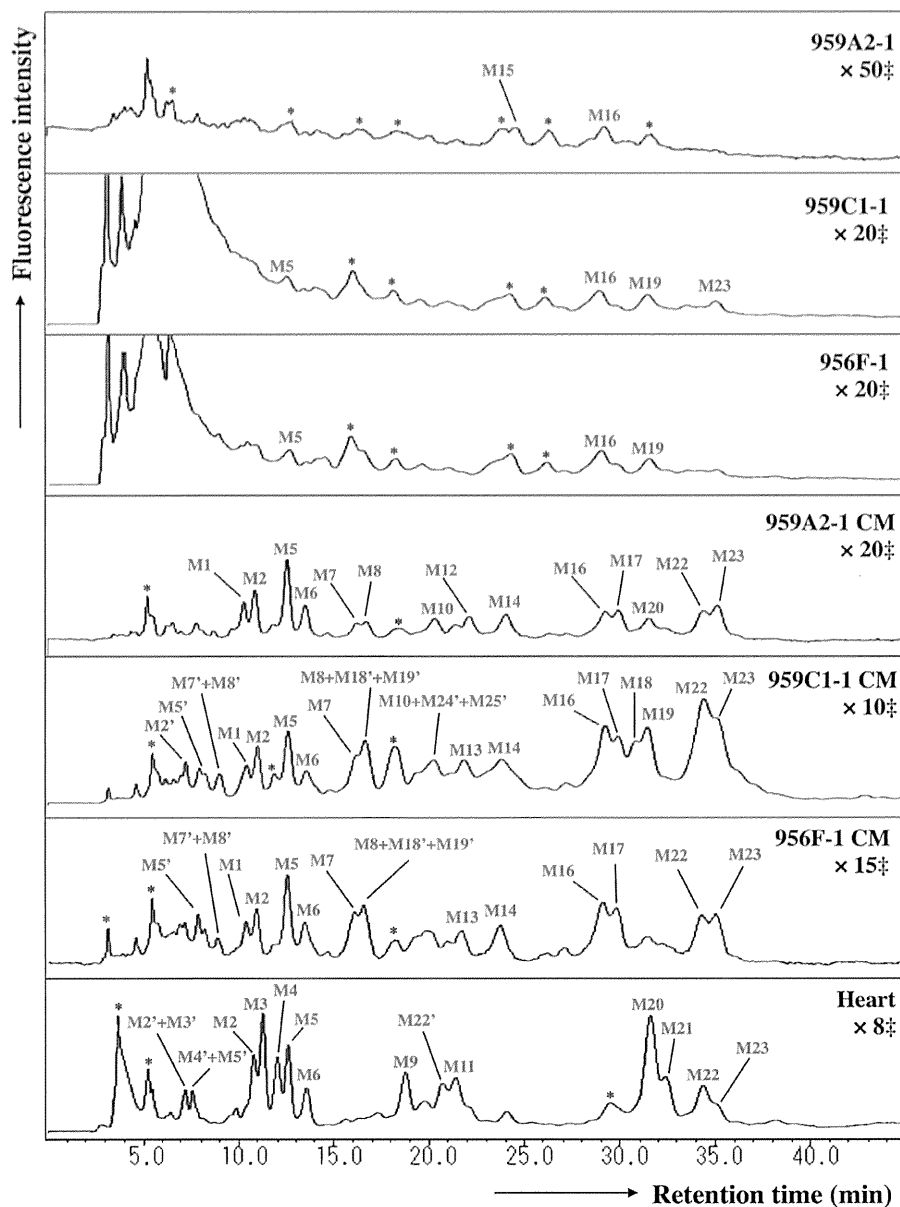 Fluorescence intensity
959A2-1
× 50‡
M15
*
*
*
*
*
*
M16
*
959C1-1
× 20‡
M5
*
*
*
*
M16
M19
M23
956F-1
× 20‡
M5
*
*
*
*
M16
M19
959A2-1 CM
× 20‡
*
M1
M2
M5
M6
M7
M8
*
M10
M12
M14
M16
M17
M20
M22
M23
959C1-1 CM
× 10‡
*
M2'
M5'
M7'+M8'
M1
M2
*
M5
M6
M7
M8+M18'+M19'
*
M10+M24'+M25'
M13
M14
M16
M17
M18
M19
M22
M23
956F-1 CM
× 15‡
*
*
M5'
M7'+M8'
M1
M2
M5
M6
M7
M8+M18'+M19'
*
M13
M14
M16
M17
M22
M23
Heart
× 8‡
*
*
M2'+M3'
M4'+M5'
M2
M3
M4
M5
M6
M9
M22'
M11
*
M20
M21
M22
M23
5.0 10.0 15.0 20.0 25.0 30.0 35.0 40.0
Retention time (min)